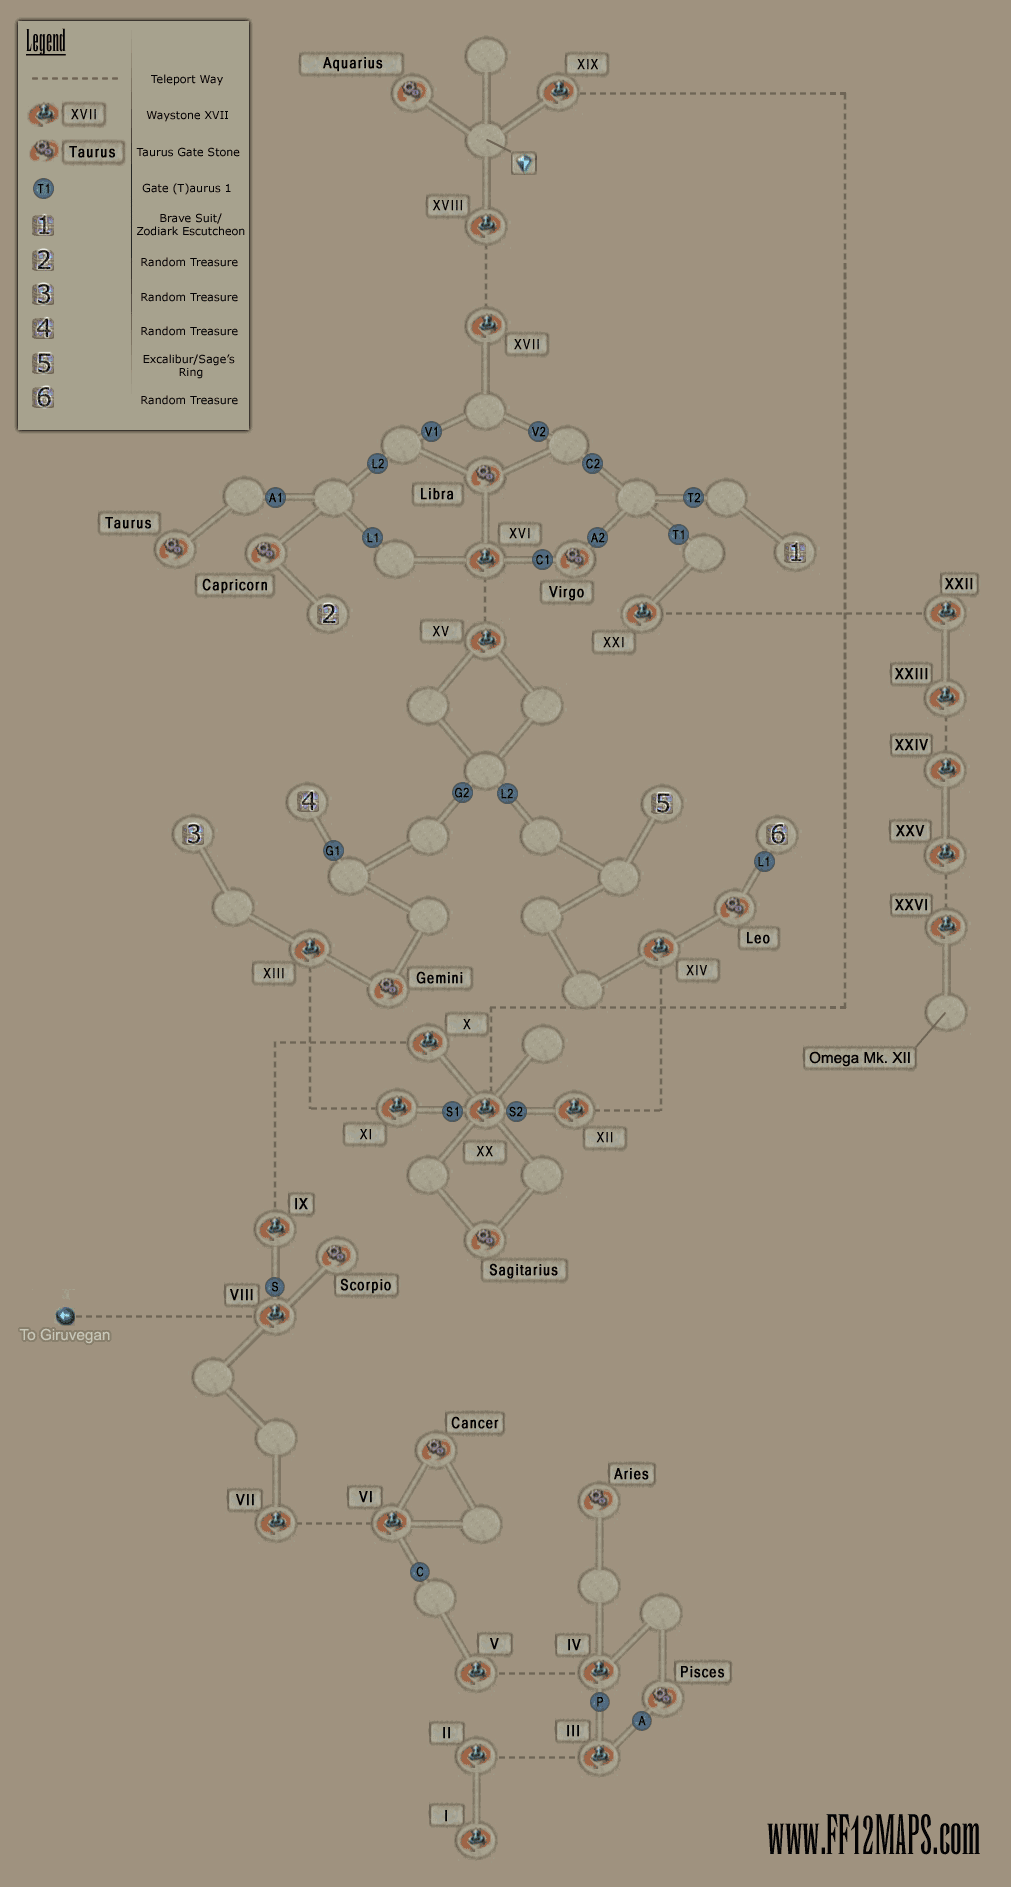 Legend
Teleport Way
XVII
Waystone XVII
Taurus
Taurus Gate Stone
T1
Gate (T)aurus 1
1
Brave Suit/
Zodiark Escutcheon
2
Random Treasure
3
Random Treasure
4
Random Treasure
5
Excalibur/Sage's
Ring
6
Random Treasure
Aquarius
XIX
XVIII
XVII
V1
V2
L2
C2
Libra
A1
T2
Taurus
XVI
L1
C1
A2
T1
1
Capricorn
Virgo
2
XV
XXI
XXII
XXIII
XXIV
XXV
XXVI
Omega Mk. XII
G2
L2
4
5
3
6
G1
L1
Leo
XIII
Gemini
XIV
X
S1
S2
XI
XX
XII
IX
Sagitarius
Scorpio
S
VIII
To Giruvegan
Cancer
VII
VI
Aries
C
V
IV
Pisces
P
A
II
III
I
www.FF12MAPS.com